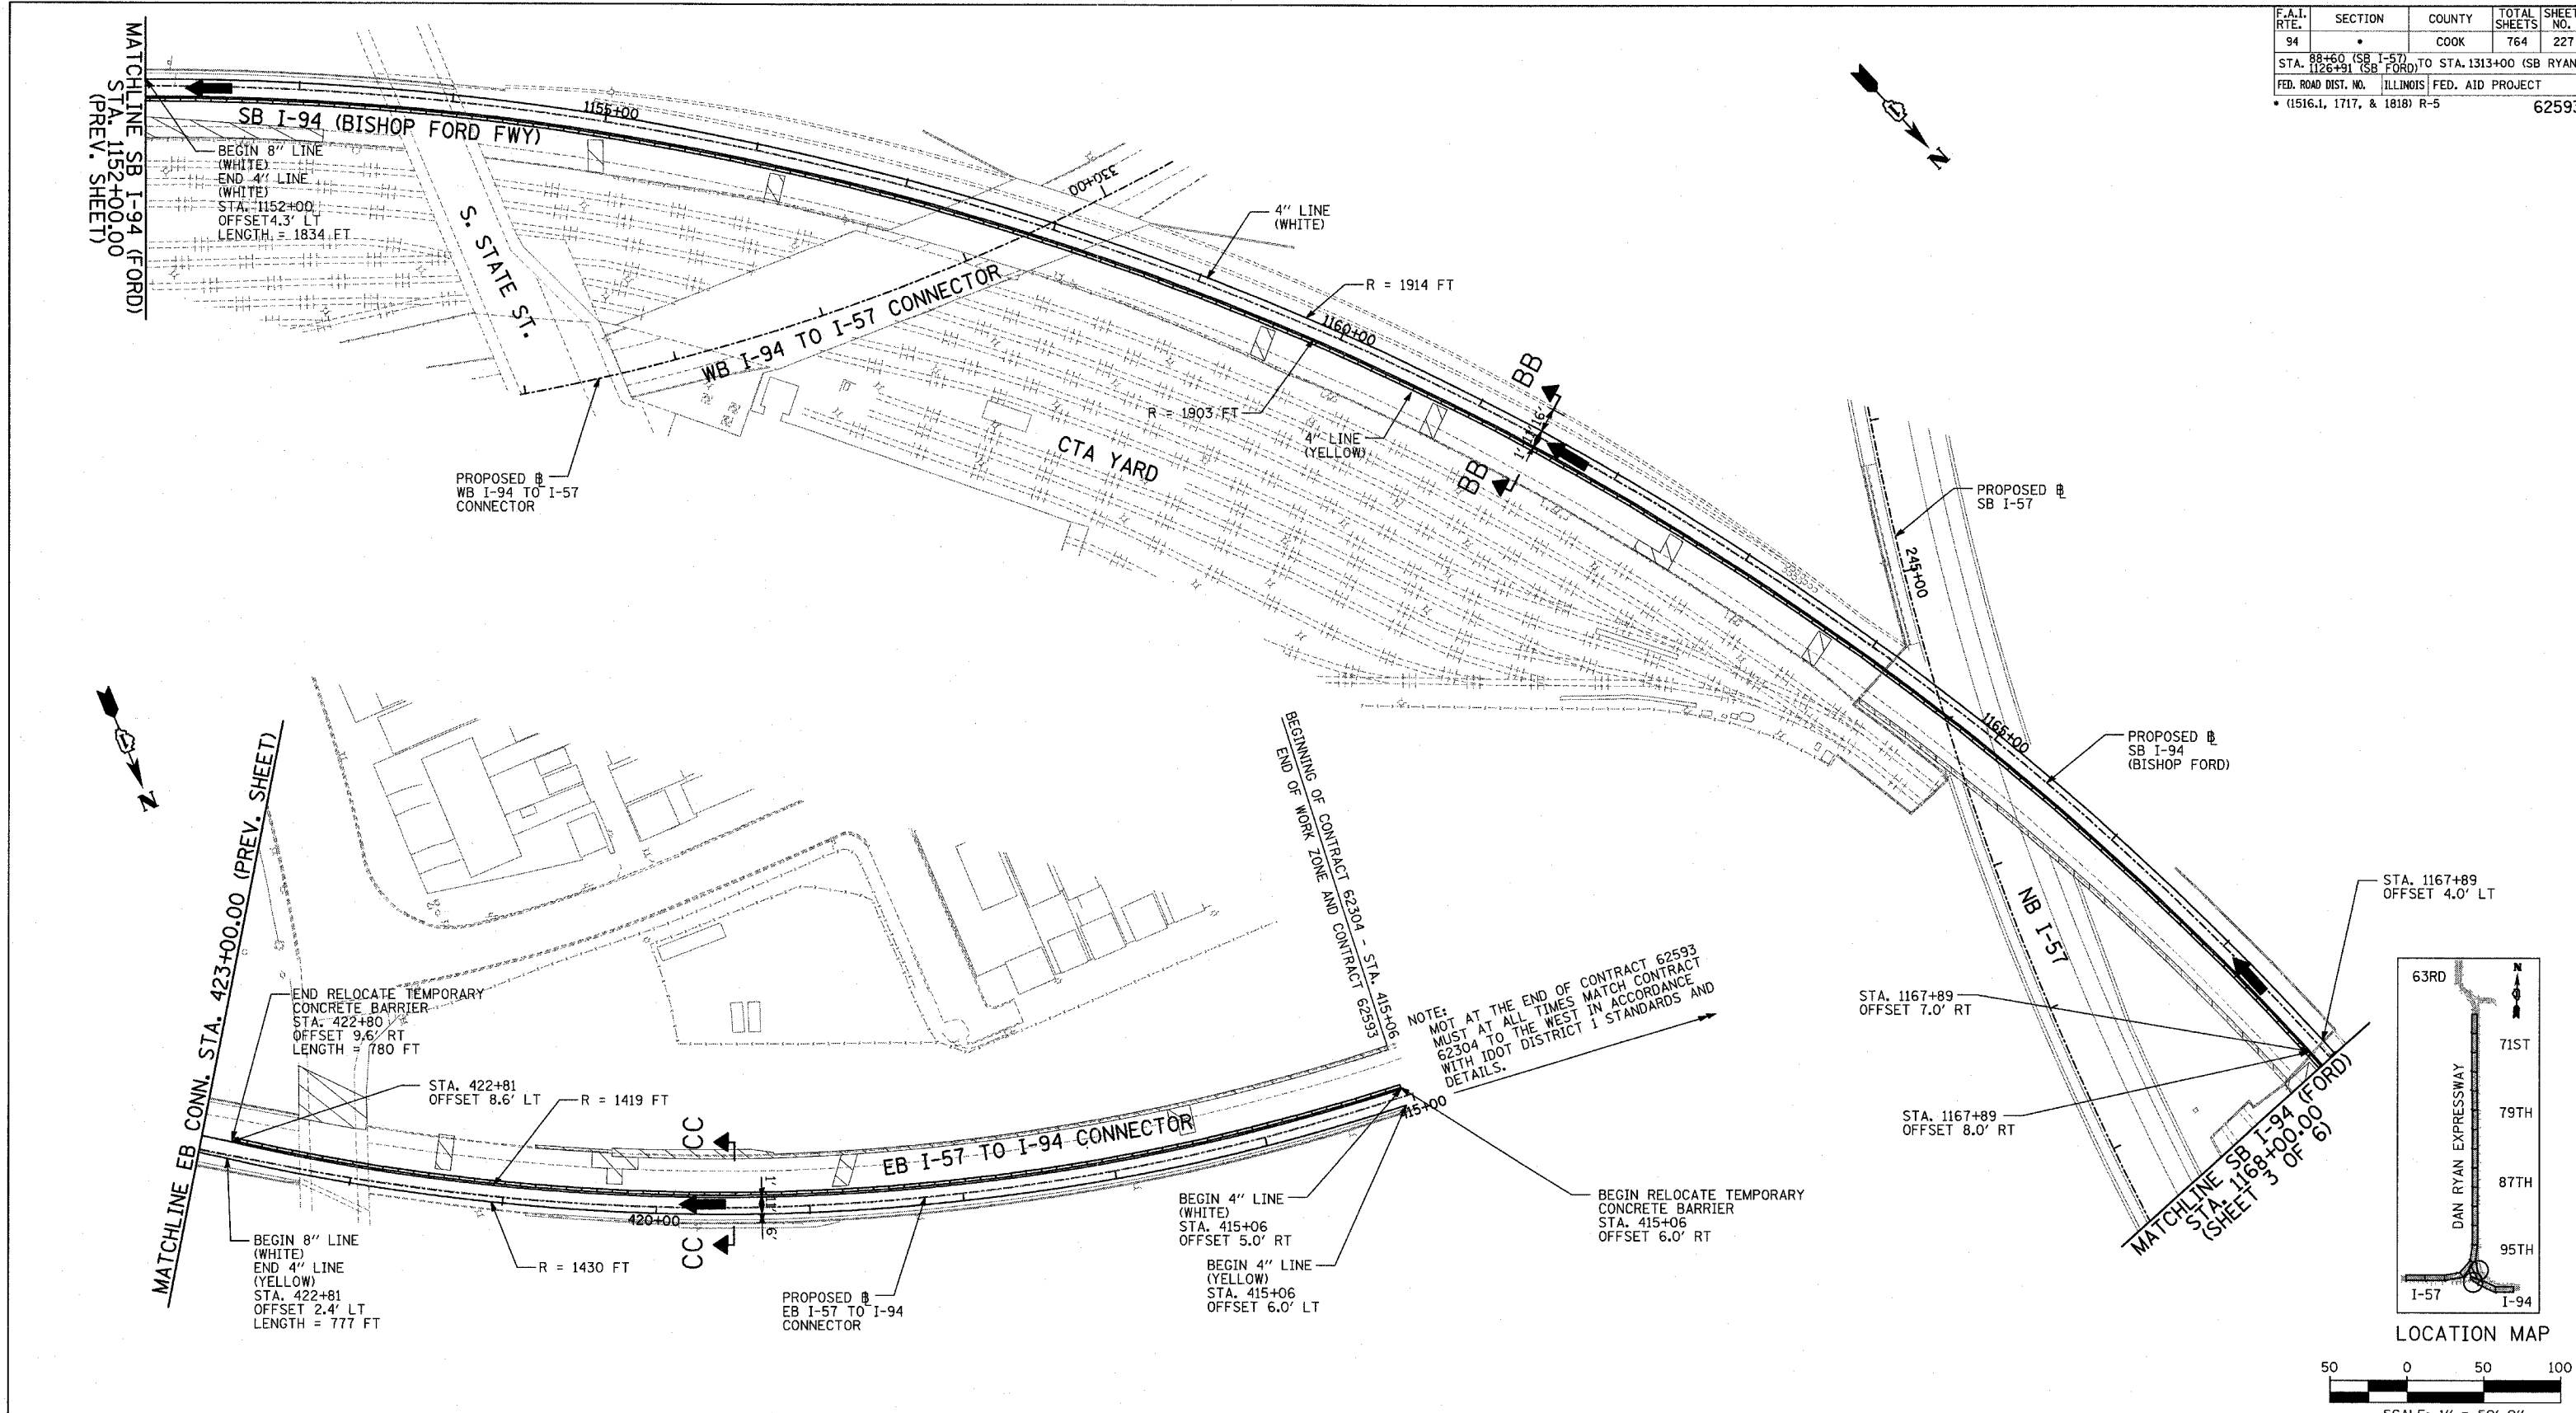 F.A.I. RTE.
SECTION
COUNTY
TOTAL SHEETS
SHEET NO.
94
•
COOK
764
227
STA. 88+60 (SB I-57) 1126+91 (SB FORD) TO STA. 1313+00 (SB RYAN
FED. ROAD DIST. NO.
ILLINOIS
FED. AID PROJECT
• (1516.1, 1717, & 1818) R-5
62593
MATCHLINE SB I-94 (FORD)
STA. 1152+00.00
(PREV. SHEET)
SB I-94 (BISHOP FORD FWY)
1155+00
BEGIN 8" LINE
(WHITE)
END 4" LINE
(WHITE)
STA. 1152+00
OFFSET 4.3' LT
LENGTH = 1834 FT
S. STATE ST.
330+00
WB I-94 TO I-57 CONNECTOR
PROPOSED B
WB I-94 TO I-57
CONNECTOR
4" LINE
(WHITE)
R = 1914 FT
1160+00
R = 1903 FT
4" LINE
(YELLOW)
CTA YARD
BB
16'
11'
1'
BB
N
PROPOSED B
SB I-57
245+00
1165+00
PROPOSED B
SB I-94
(BISHOP FORD)
NB I-57
STA. 1167+89
OFFSET 4.0' LT
STA. 1167+89
OFFSET 7.0' RT
STA. 1167+89
OFFSET 8.0' RT
MATCHLINE SB I-94 (FORD)
STA. 1168+00.00
(SHEET 3 OF 6)
N
MATCHLINE EB CONN. STA. 423+00.00 (PREV. SHEET)
END RELOCATE TEMPORARY
CONCRETE BARRIER
STA. 422+80
OFFSET 9.6' RT
LENGTH = 780 FT
STA. 422+81
OFFSET 8.6' LT
R = 1419 FT
CC
1'
11'
6'
CC
420+00
R = 1430 FT
EB I-57 TO I-94 CONNECTOR
BEGIN 8" LINE
(WHITE)
END 4" LINE
(YELLOW)
STA. 422+81
OFFSET 2.4' LT
LENGTH = 777 FT
PROPOSED B
EB I-57 TO I-94
CONNECTOR
BEGINNING OF CONTRACT 62304 - STA. 415+06
END OF WORK ZONE AND CONTRACT 62593
NOTE:
MOT AT THE END OF CONTRACT 62593
MUST AT ALL TIMES MATCH CONTRACT
62304 TO THE WEST IN ACCORDANCE
WITH IDOT DISTRICT 1 STANDARDS AND
DETAILS.
415+00
BEGIN 4" LINE
(WHITE)
STA. 415+06
OFFSET 5.0' RT
BEGIN 4" LINE
(YELLOW)
STA. 415+06
OFFSET 6.0' LT
BEGIN RELOCATE TEMPORARY
CONCRETE BARRIER
STA. 415+06
OFFSET 6.0' RT
63RD
N
71ST
79TH
87TH
95TH
DAN RYAN EXPRESSWAY
I-57
I-94
LOCATION MAP
50 0 50 100